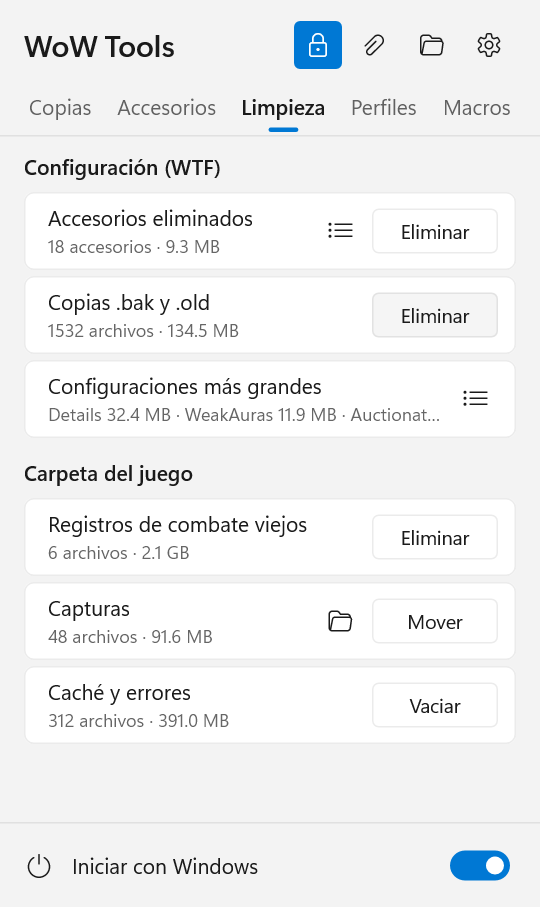 WoW Tools
Copias Accesorios Limpieza Perfiles Macros
Configuración (WTF)
Accesorios eliminados
18 accesorios · 9.3 MB
Eliminar
Copias .bak y .old
1532 archivos · 134.5 MB
Eliminar
Configuraciones más grandes
Details 32.4 MB · WeakAuras 11.9 MB · Auctionat...
Carpeta del juego
Registros de combate viejos
6 archivos · 2.1 GB
Eliminar
Capturas
48 archivos · 91.6 MB
Mover
Caché y errores
312 archivos · 391.0 MB
Vaciar
Iniciar con Windows